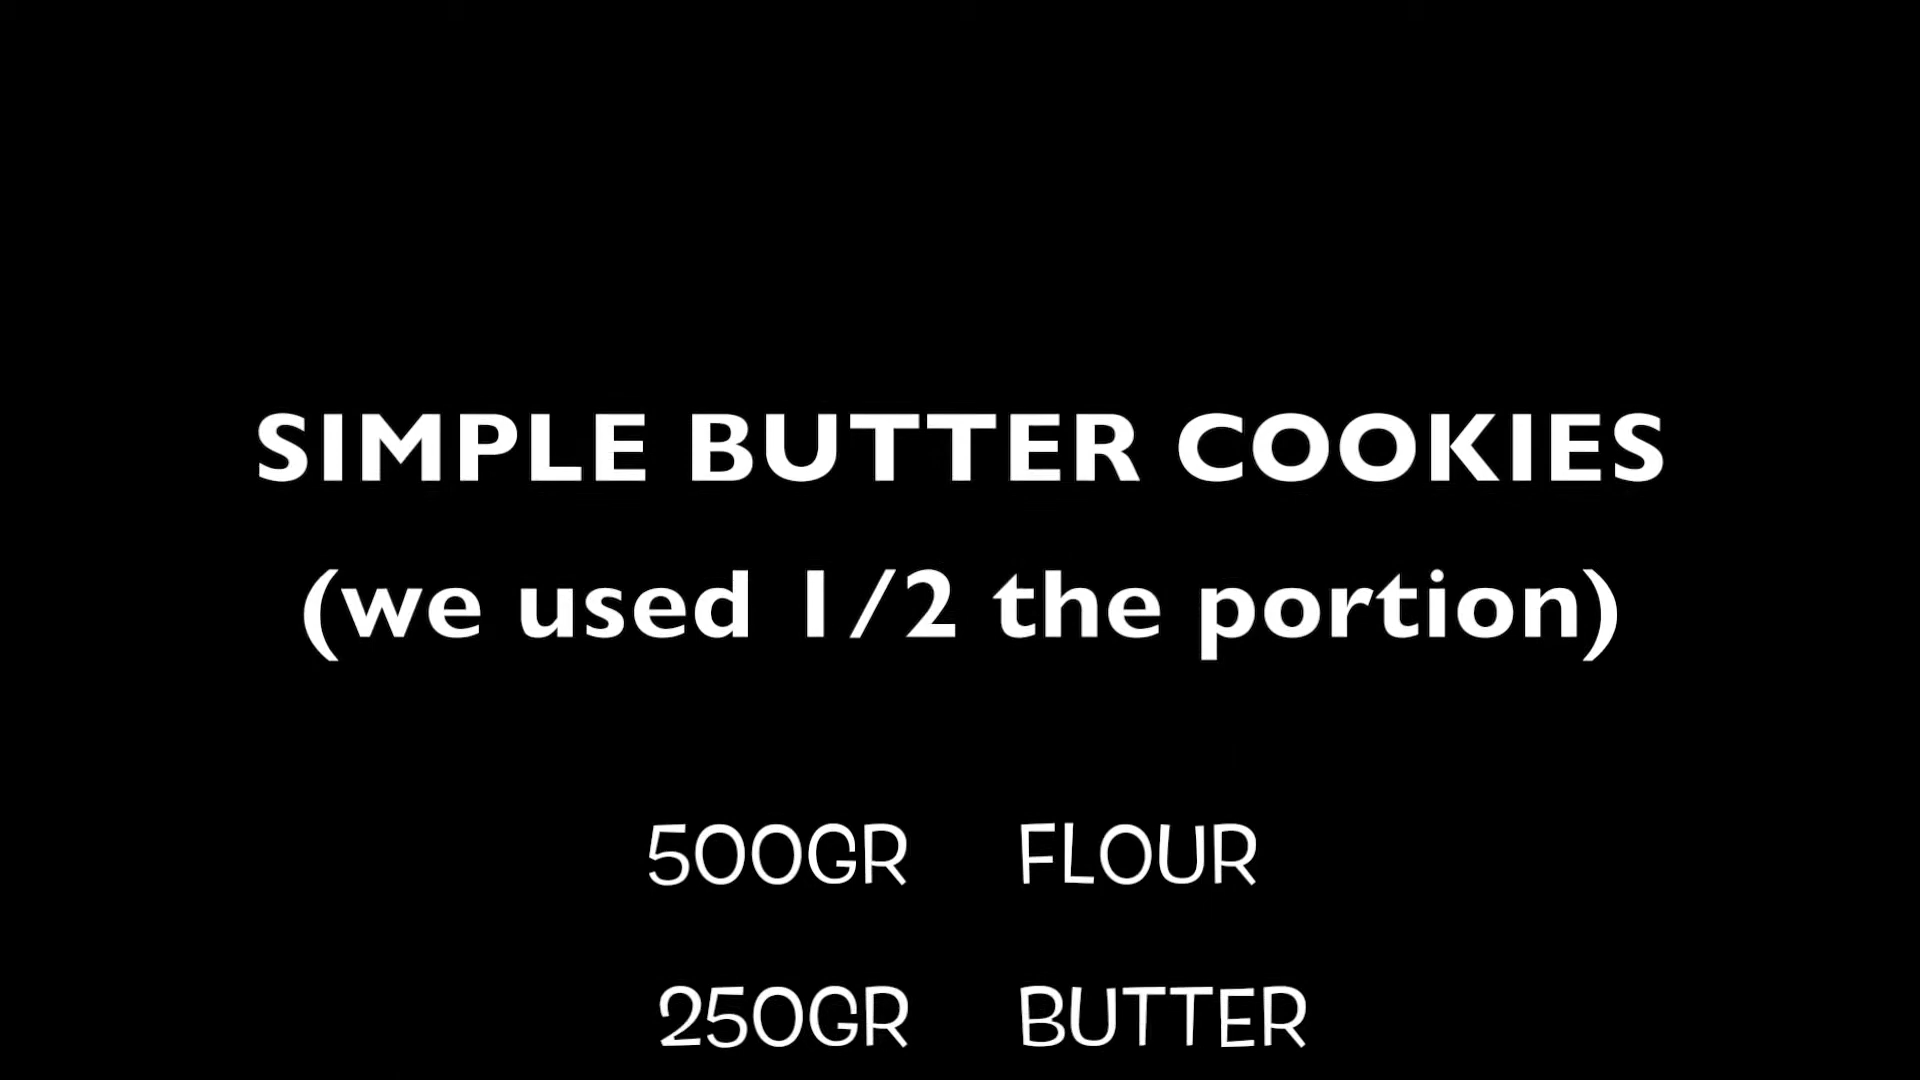 SIMPLE BUTTER COOKIES
(we used 1/2 the portion)
500GR FLOUR
250GR BUTTER